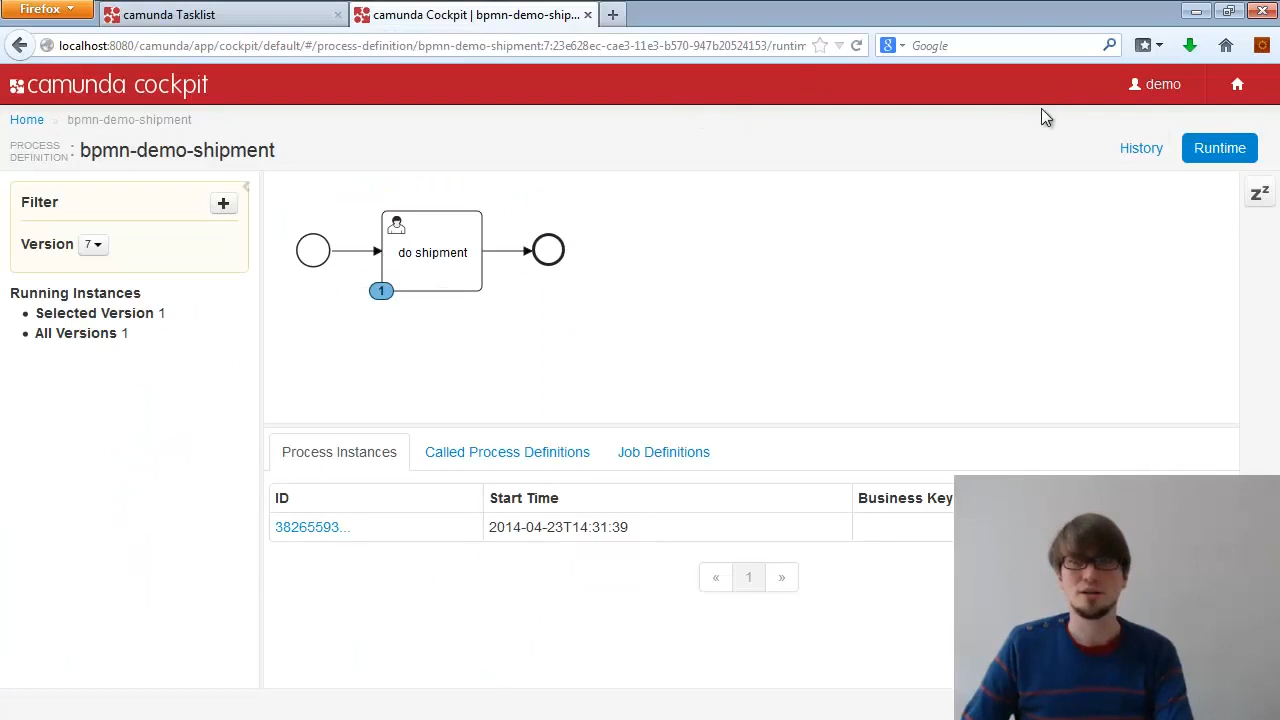 Firefox
camunda Tasklist
camunda Cockpit | bpmn-demo-ship...
localhost:8080/camunda/app/cockpit/default/#/process-definition/bpmn-demo-shipment:7:23e628ec-cae3-11e3-b570-947b20524153/runtim
Google
camunda cockpit
demo
Home » bpmn-demo-shipment
PROCESS DEFINITION : bpmn-demo-shipment
History
Runtime
Filter
Version 7
Running Instances
Selected Version 1
All Versions 1
do shipment
1
zz
Process Instances
Called Process Definitions
Job Definitions
ID
Start Time
Business Key
38265593...
2014-04-23T14:31:39
« 1 »